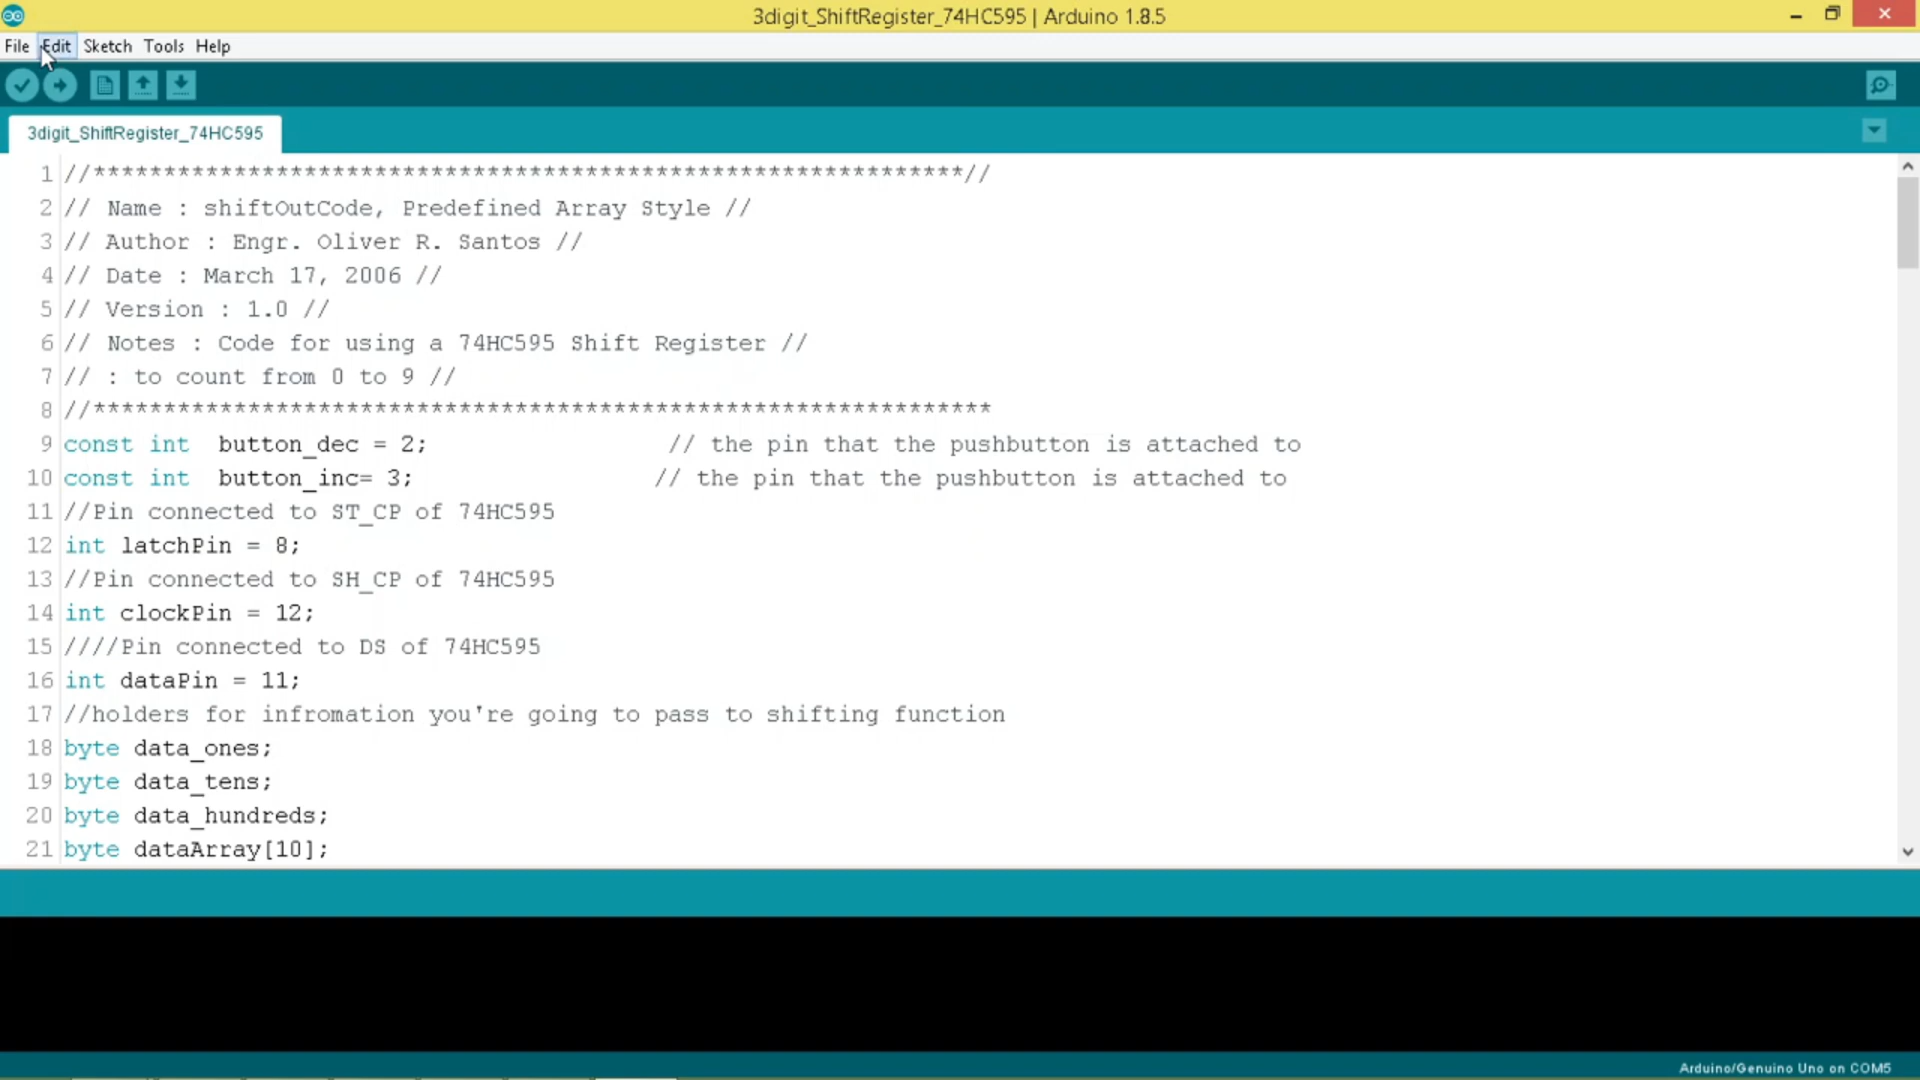 3digit_ShiftRegister_74HC595 | Arduino 1.8.5
File Edit Sketch Tools Help
3digit_ShiftRegister_74HC595
1 //**************************************************************//
2 // Name : shiftOutCode, Predefined Array Style //
3 // Author : Engr. Oliver R. Santos //
4 // Date : March 17, 2006 //
5 // Version : 1.0 //
6 // Notes : Code for using a 74HC595 Shift Register //
7 // : to count from 0 to 9 //
8 //****************************************************************
9 const int button_dec = 2; // the pin that the pushbutton is attached to
10 const int button_inc= 3; // the pin that the pushbutton is attached to
11 //Pin connected to ST_CP of 74HC595
12 int latchPin = 8;
13 //Pin connected to SH_CP of 74HC595
14 int clockPin = 12;
15 ////Pin connected to DS of 74HC595
16 int dataPin = 11;
17 //holders for infromation you're going to pass to shifting function
18 byte data_ones;
19 byte data_tens;
20 byte data_hundreds;
21 byte dataArray[10];
Arduino/Genuino Uno on COM5